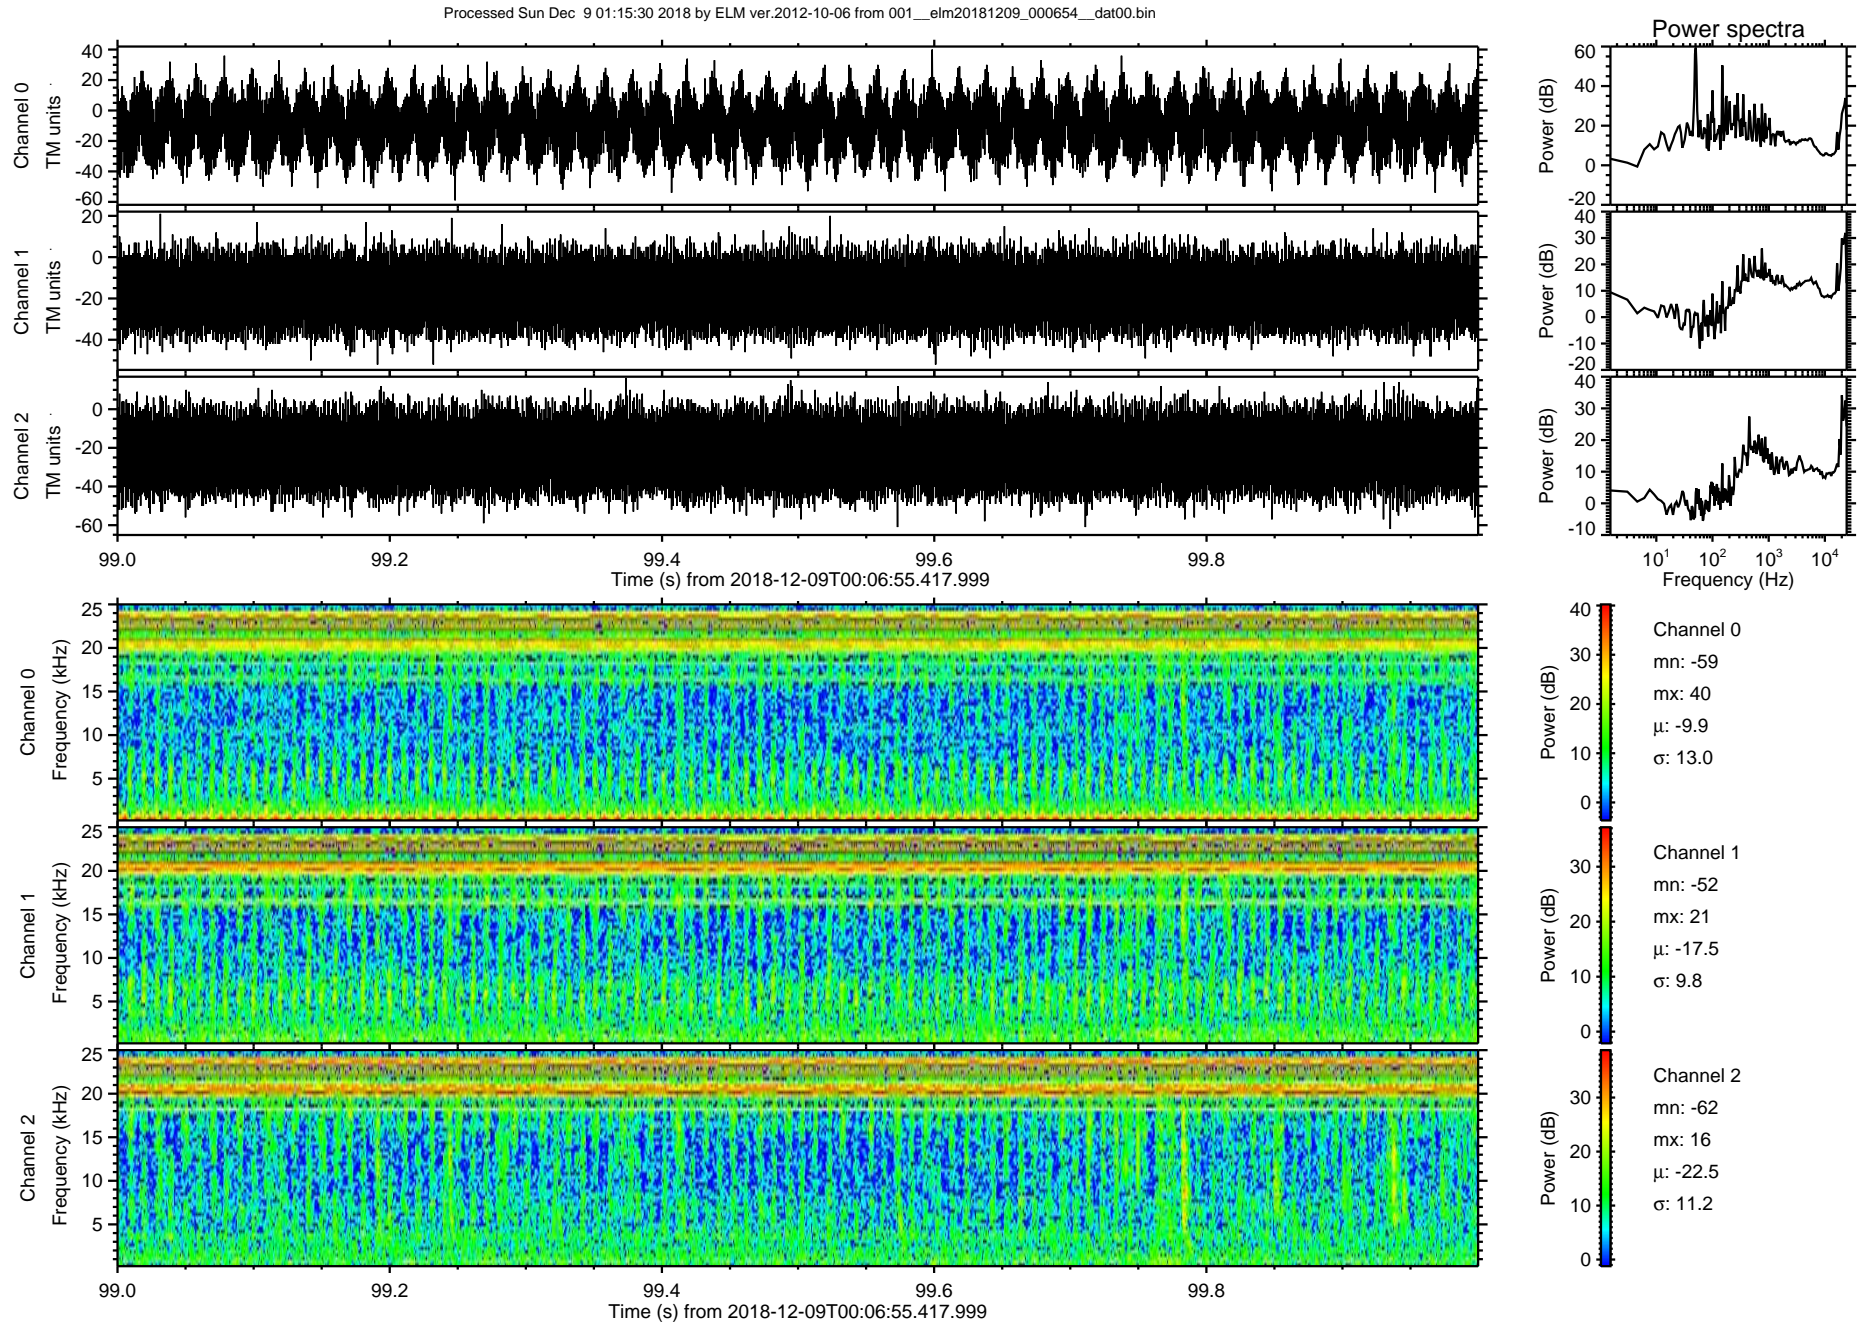 Processed Sun Dec  9 01:15:30 2018 by ELM ver.2012-10-06 from 001__elm20181209_000654__dat00.bin
Power spectra
Channel 0
TM units
40
20
0
-20
-40
-60
Power (dB)
60
40
20
0
-20
Channel 1
TM units
20
0
-20
-40
Power (dB)
40
30
20
10
0
-10
-20
Channel 2
TM units
0
-20
-40
-60
Power (dB)
40
30
20
10
0
-10
99.0 99.2 99.4 99.6 99.8
Time (s) from 2018-12-09T00:06:55.417.999
10^1 10^2 10^3 10^4
Frequency (Hz)
Channel 0
Frequency (kHz)
25
20
15
10
5
Power (dB)
40
30
20
10
0
Channel 0
mn: -59
mx: 40
μ: -9.9
σ: 13.0
Channel 1
Frequency (kHz)
25
20
15
10
5
Power (dB)
30
20
10
0
Channel 1
mn: -52
mx: 21
μ: -17.5
σ: 9.8
Channel 2
Frequency (kHz)
25
20
15
10
5
Power (dB)
30
20
10
0
Channel 2
mn: -62
mx: 16
μ: -22.5
σ: 11.2
99.0 99.2 99.4 99.6 99.8
Time (s) from 2018-12-09T00:06:55.417.999